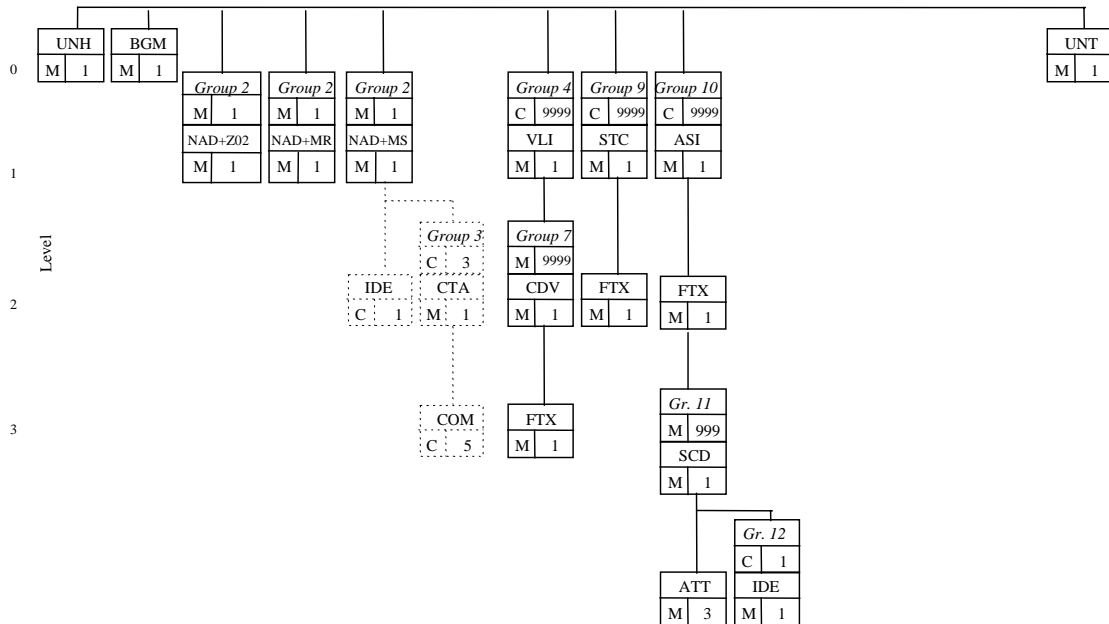 UNH BGM UNT
0 M 1 M 1 M 1
Group 2 Group 2 Group 2 Group 4 Group 9 Group 10
M 1 M 1 M 1 C 9999 C 9999 C 9999
NAD+Z02 NAD+MR NAD+MS VLI STC ASI
1 M 1 M 1 M 1 M 1 M 1 M 1
Level
Group 3 Group 7
C 3 M 9999
IDE CTA CDV FTX FTX
2 C 1 M 1 M 1 M 1 M 1
Gr. 11
3 COM FTX M 999
C 5 M 1 SCD
M 1
Gr. 12
C 1
ATT IDE
M 3 M 1